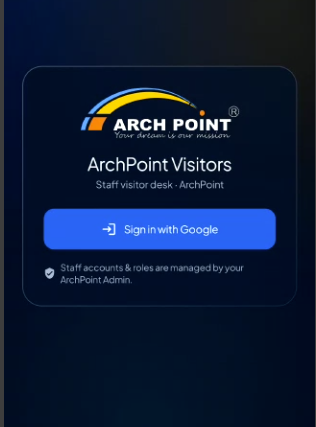 ARCH POINT®
Your dream is our mission
ArchPoint Visitors
Staff visitor desk · ArchPoint
Sign in with Google
Staff accounts & roles are managed by your
ArchPoint Admin.